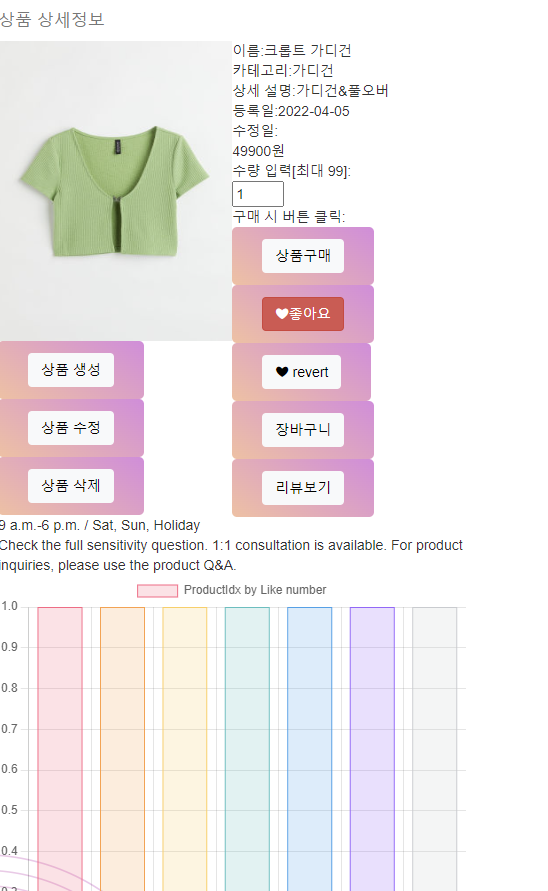 상품 상세정보
이름:크롭트 가디건
카테고리:가디건
상세 설명:가디건&풀오버
등록일:2022-04-05
수정일:
49900원
수량 입력[최대 99]:
1
구매 시 버튼 클릭:
상품구매
♥좋아요
♥ revert
장바구니
리뷰보기
상품 생성
상품 수정
상품 삭제
9 a.m.-6 p.m. / Sat, Sun, Holiday
Check the full sensitivity question. 1:1 consultation is available. For product
inquiries, please use the product Q&A.
ProductIdx by Like number
1.0
0.9
0.8
0.7
0.6
0.5
0.4
0.3